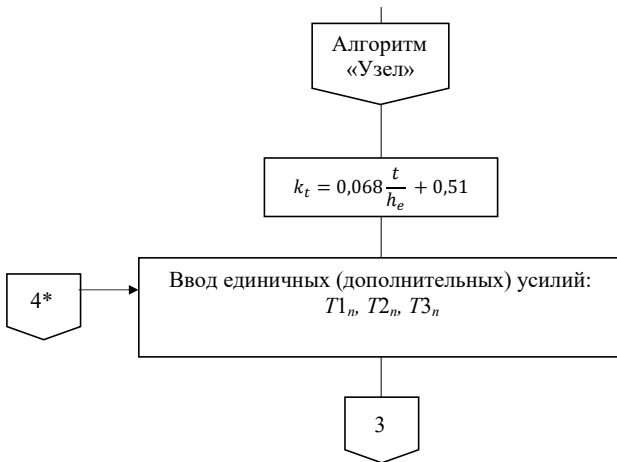 Алгоритм
«Узел»
k_t = 0,068 t/h_e + 0,51
4*
Ввод единичных (дополнительных) усилий:
T1_n, T2_n, T3_n
3